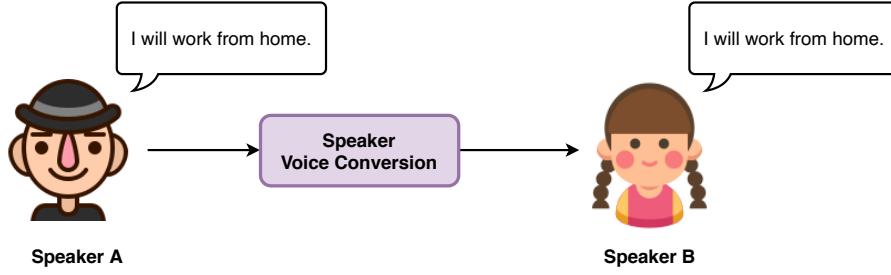 I will work from home.
I will work from home.
Speaker
Voice Conversion
Speaker A
Speaker B